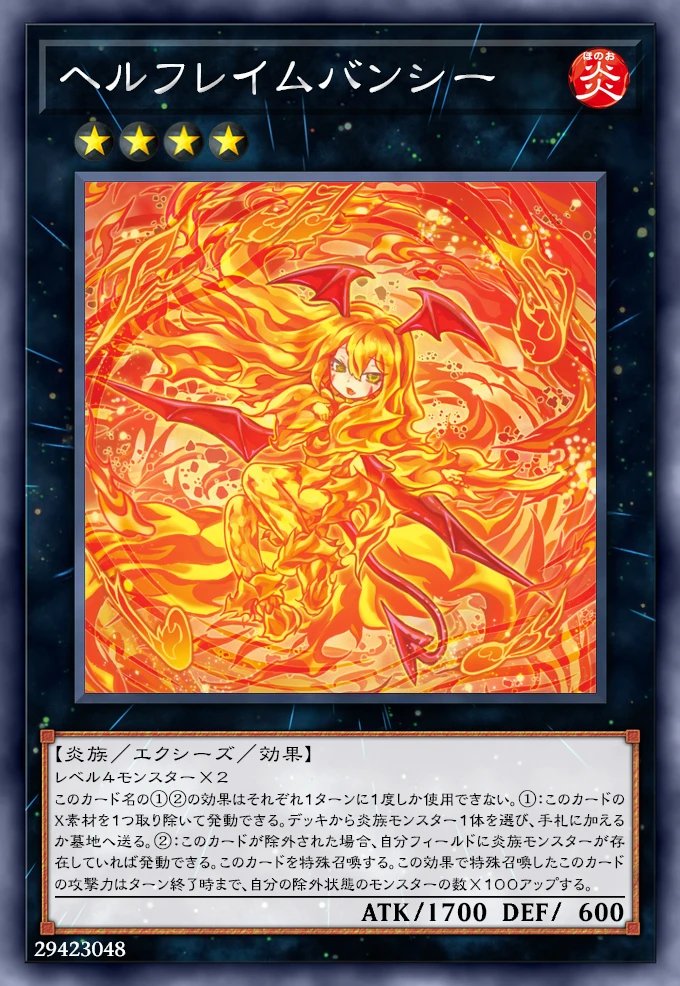 ヘルフレイムバンシー
ほのお
炎
【炎族／エクシーズ／効果】
レベル4モンスター×2
このカード名の①②の効果はそれぞれ1ターンに1度しか使用できない。①：このカードの
X素材を1つ取り除いて発動できる。デッキから炎族モンスター1体を選び、手札に加える
か墓地へ送る。②：このカードが除外された場合、自分フィールドに炎族モンスターが存
在していれば発動できる。このカードを特殊召喚する。この効果で特殊召喚したこのカード
の攻撃力はターン終了時まで、自分の除外状態のモンスターの数×100アップする。
ATK/1700 DEF/ 600
29423048